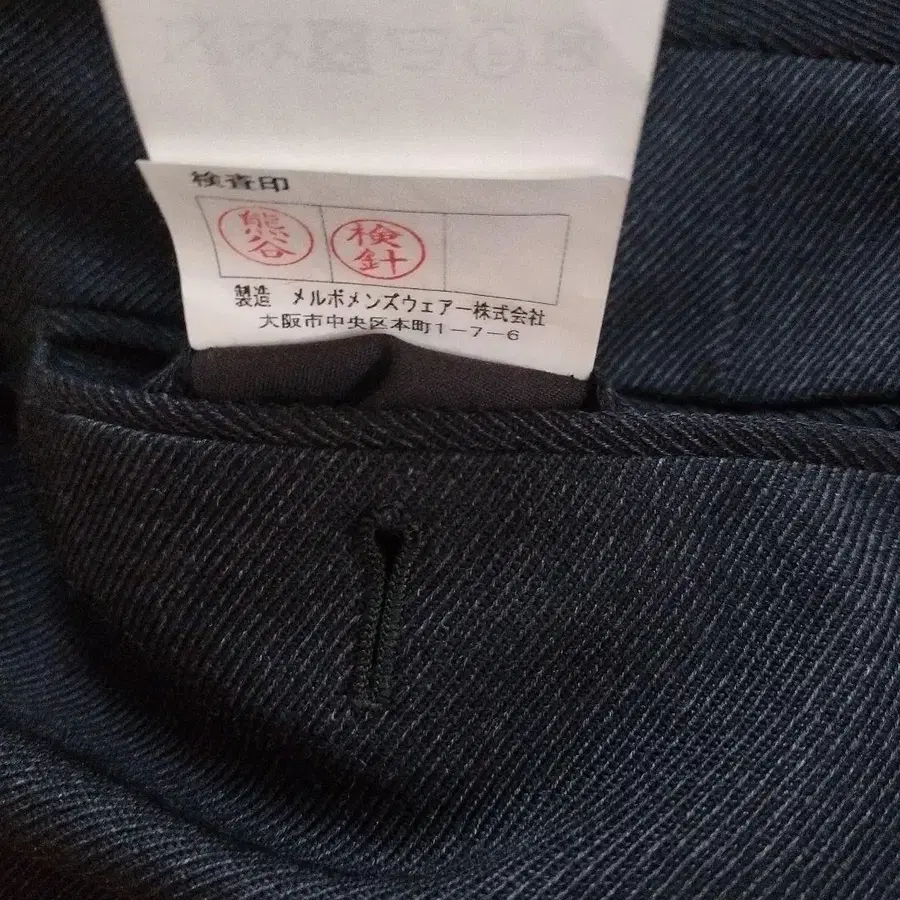 検査印
熊谷 検針
製造 メルボメンズウェアー株式会社
大阪市中央区本町1-7-6